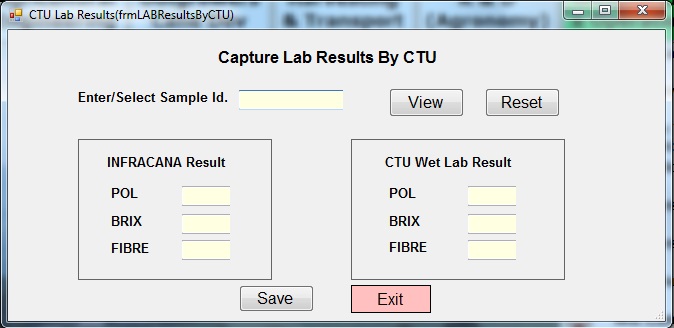 CTU Lab Results(frmLABResultsByCTU)
Capture Lab Results By CTU
Enter/Select Sample Id.
View
Reset
INFRACANA Result
POL
BRIX
FIBRE
CTU Wet Lab Result
POL
BRIX
FIBRE
Save
Exit